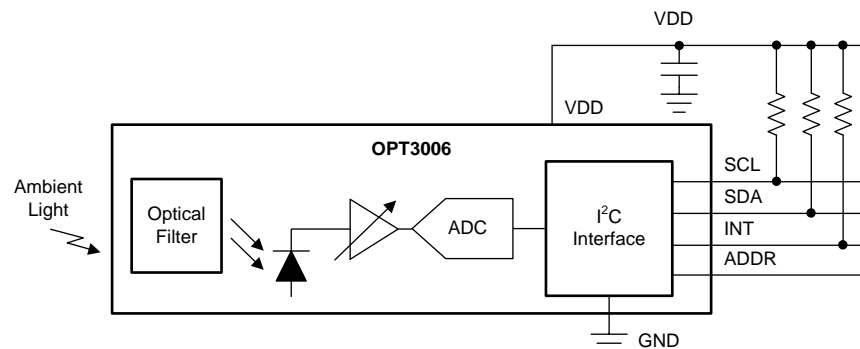 VDD
VDD
OPT3006
Ambient
Light
Optical
Filter
ADC
I²C
Interface
SCL
SDA
INT
ADDR
GND